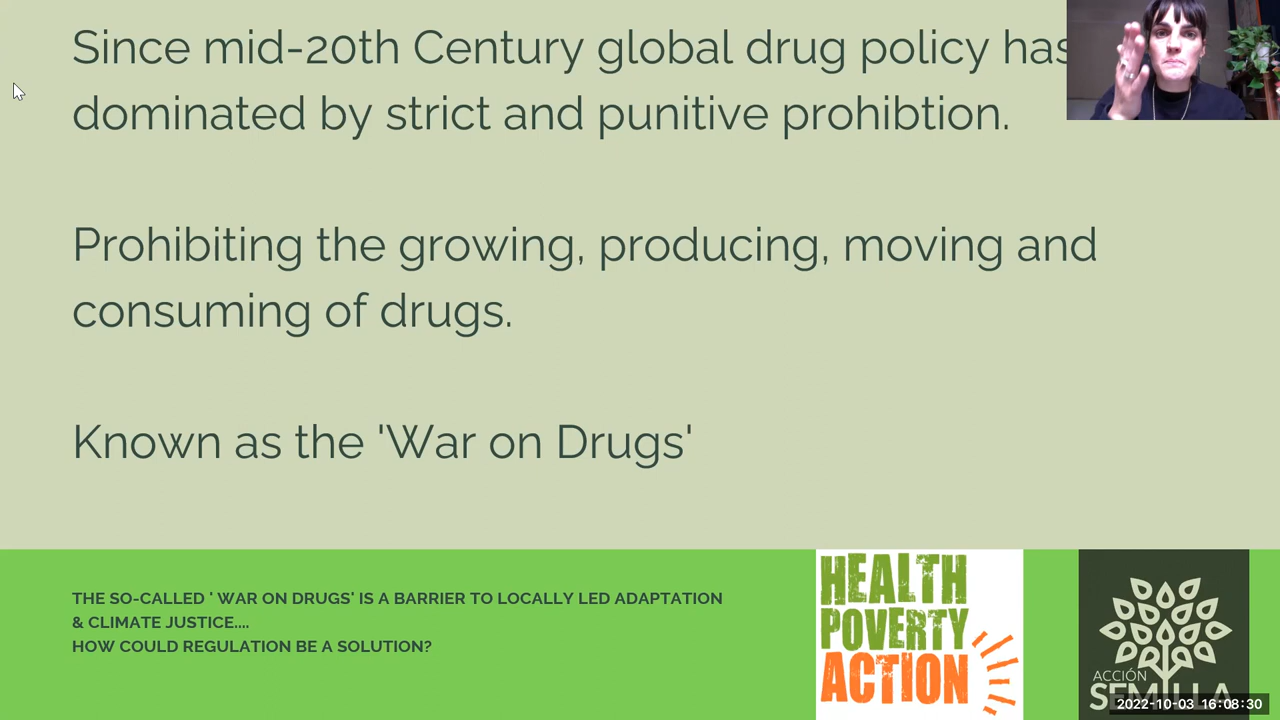 Since mid-20th Century global drug policy has
dominated by strict and punitive prohibtion.
Prohibiting the growing, producing, moving and
consuming of drugs.
Known as the 'War on Drugs'
THE SO-CALLED ' WAR ON DRUGS' IS A BARRIER TO LOCALLY LED ADAPTATION
& CLIMATE JUSTICE....
HOW COULD REGULATION BE A SOLUTION?
HEALTH
POVERTY
ACTION
ACCIÓN
SEMILLA
2022-10-03 16:08:30